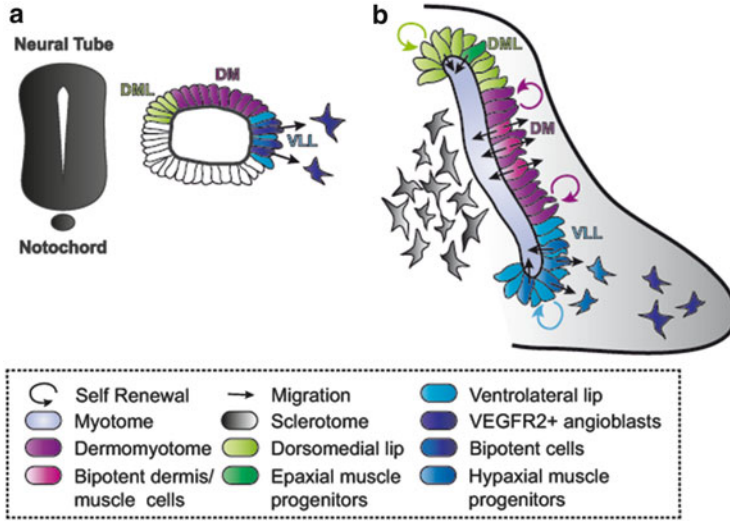 a
Neural Tube
DML
DM
VLL
Notochord
b
DML
DM
VLL
Self Renewal
Migration
Ventrolateral lip
Myotome
Sclerotome
VEGFR2+ angioblasts
Dermomyotome
Dorsomedial lip
Bipotent cells
Bipotent dermis/
muscle cells
Epaxial muscle
progenitors
Hypaxial muscle
progenitors